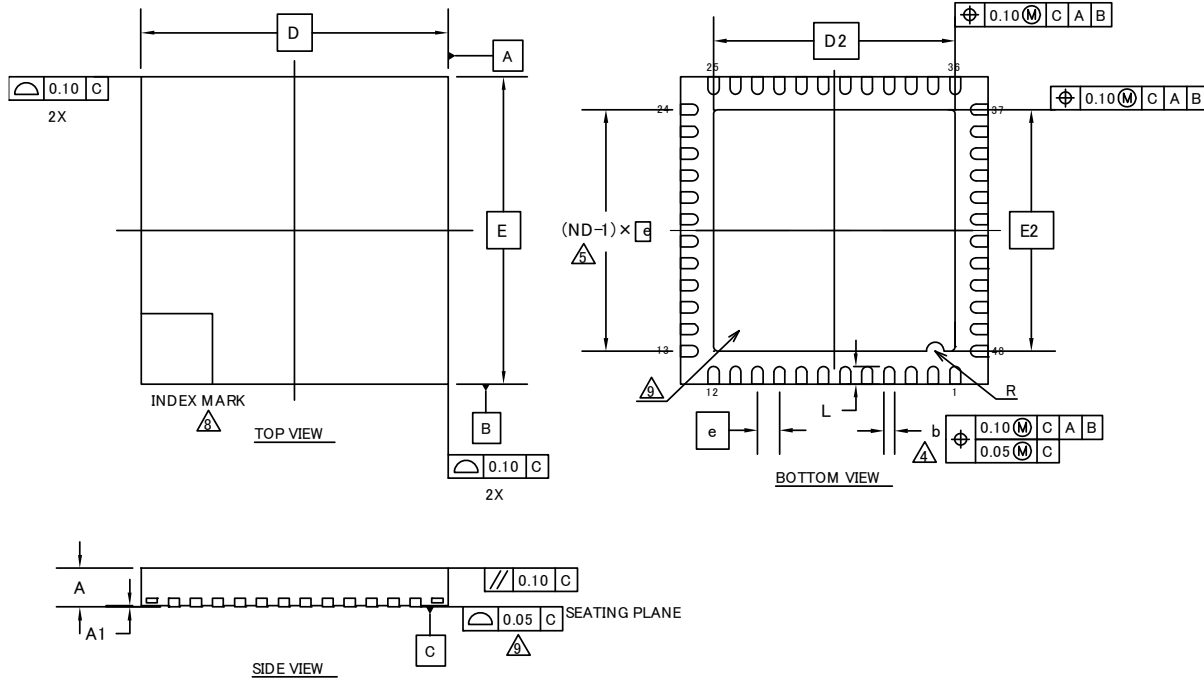 D
A
⌓ 0.10 C
2X
E
INDEX MARK
8
TOP VIEW
B
⌓ 0.10 C
2X
⌖ 0.10 Ⓜ C A B
D2
25
36
⌖ 0.10 Ⓜ C A B
24
37
(ND-1)× e
5
E2
13
48
9
12
1
L
R
e
b
4
⌖ 0.10 Ⓜ C A B
0.05 Ⓜ C
BOTTOM VIEW
A
A1
// 0.10 C
⌓ 0.05 C SEATING PLANE
9
C
SIDE VIEW